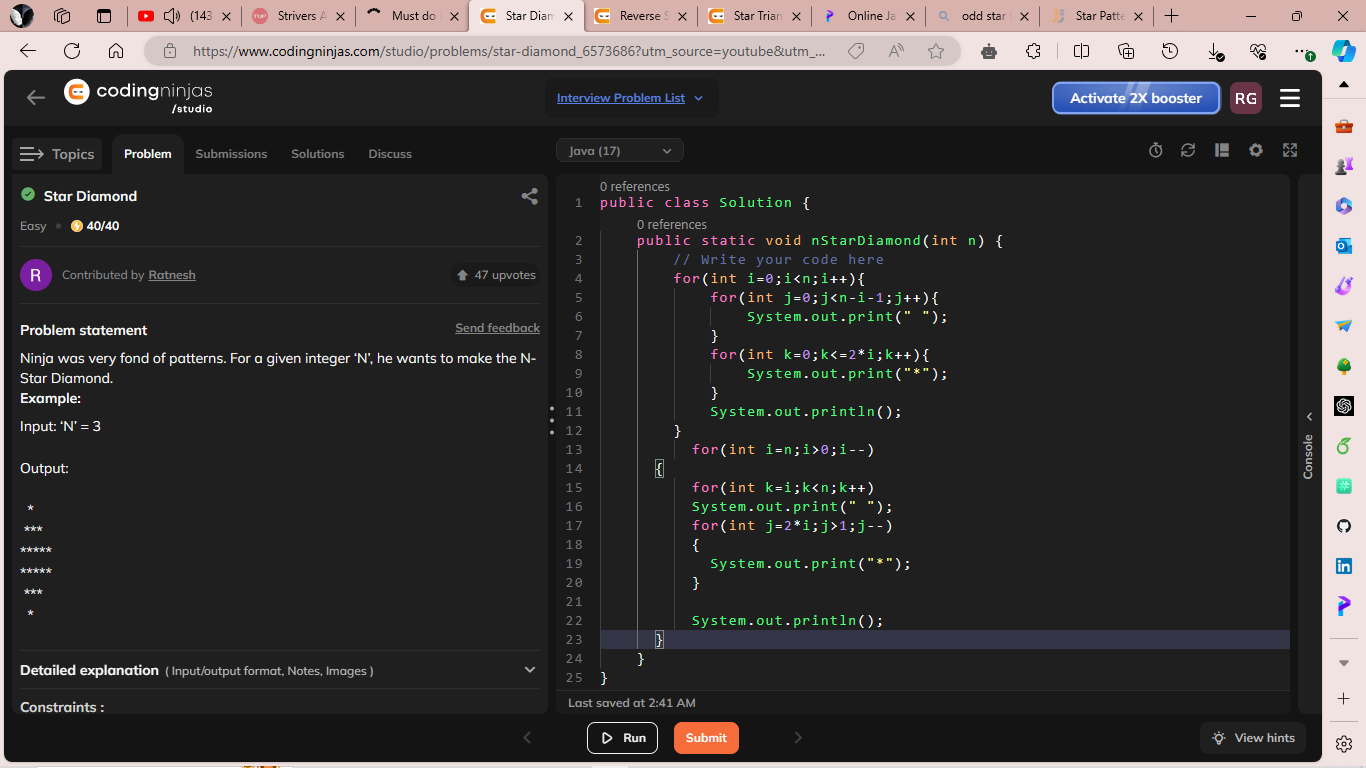 (143
Strivers A
Must do
Star Diam
Reverse S
Star Trian
Online Ja
odd star
Star Patte
https://www.codingninjas.com/studio/problems/star-diamond_6573686?utm_source=youtube&utm_...
codingninjas
/studio
Interview Problem List
Activate 2X booster
RG
Topics
Problem
Submissions
Solutions
Discuss
Java (17)
Star Diamond
Easy
40/40
R
Contributed by Ratnesh
47 upvotes
Problem statement
Send feedback
Ninja was very fond of patterns. For a given integer ‘N’, he wants to make the N-
Star Diamond.
Example:
Input: ‘N’ = 3
Output:
  *
 ***
*****
*****
 ***
  *
Detailed explanation ( Input/output format, Notes, Images )
Constraints :
0 references
1 public class Solution {
0 references
2     public static void nStarDiamond(int n) {
3         // Write your code here
4         for(int i=0;i<n;i++){
5             for(int j=0;j<n-i-1;j++){
6                 System.out.print(" ");
7             }
8             for(int k=0;k<=2*i;k++){
9                 System.out.print("*");
10             }
11             System.out.println();
12         }
13           for(int i=n;i>0;i--)
14       {
15           for(int k=i;k<n;k++)
16           System.out.print(" ");
17           for(int j=2*i;j>1;j--)
18           {
19             System.out.print("*");
20           }
21
22           System.out.println();
23       }
24     }
25 }
Last saved at 2:41 AM
Console
Run
Submit
View hints